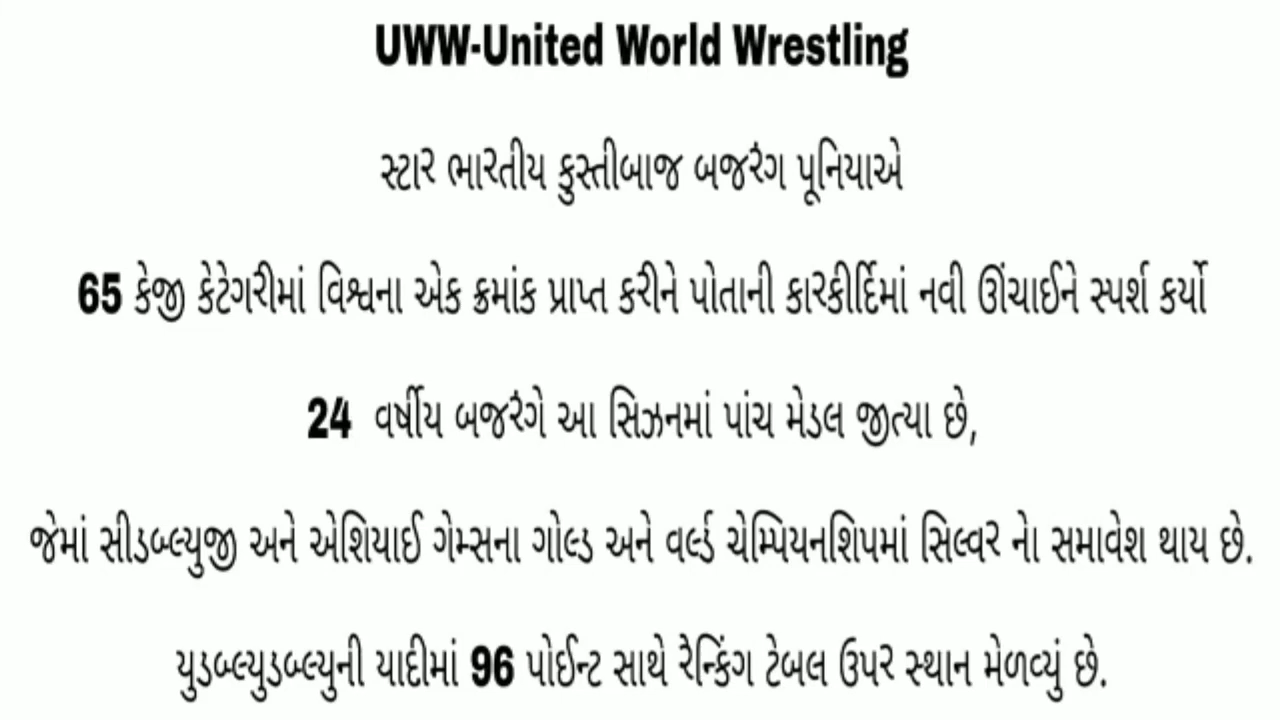 UWW-United World Wrestling
સ્ટાર ભારતીય કુસ્તીબાજ બજરંગ પૂનિયાએ
65 કેજી કેટેગરીમાં વિશ્વના એક ક્રમાંક પ્રાપ્ત કરીને પોતાની કારકીર્દિમાં નવી ઊંચાઈને સ્પર્શ કર્યો
24 વર્ષીય બજરંગે આ સિઝનમાં પાંચ મેડલ જીત્યા છે,
જેમાં સીડબ્લ્યુજી અને એશિયાઈ ગેમ્સના ગોલ્ડ અને વર્લ્ડ ચેમ્પિયનશિપમાં સિલ્વર નો સમાવેશ થાય છે.
યુડબ્લ્યુડબ્લ્યુની યાદીમાં 96 પોઈન્ટ સાથે રેન્કિંગ ટેબલ ઉપર સ્થાન મેળવ્યું છે.